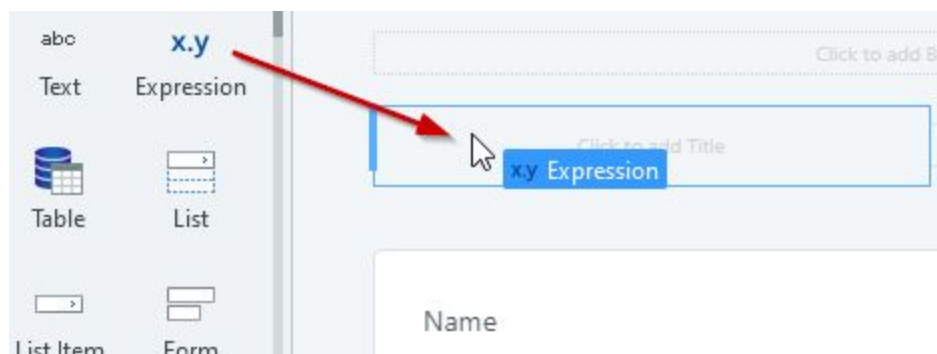 abc
x.y
Text
Expression
Table
List
List Item
Form
Click to add B
Click to add Title
x.y Expression
Name